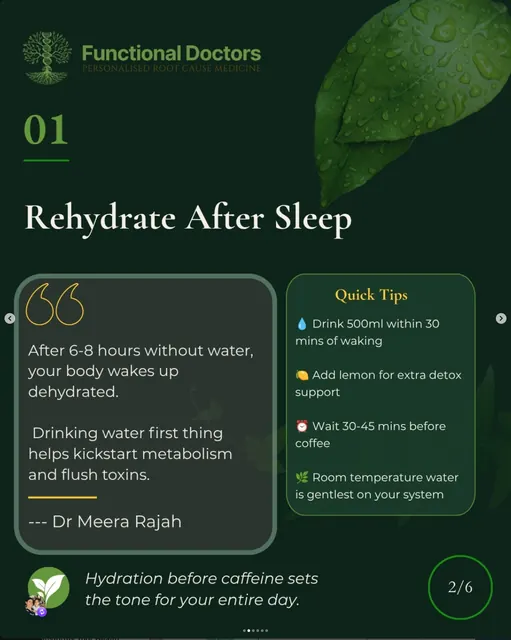 Functional Doctors
PERSONALISED ROOT CAUSE MEDICINE
01
Rehydrate After Sleep
After 6-8 hours without water,
your body wakes up
dehydrated.
Drinking water first thing
helps kickstart metabolism
and flush toxins.
--- Dr Meera Rajah
Quick Tips
💧 Drink 500ml within 30
mins of waking
🍋 Add lemon for extra detox
support
⏰ Wait 30-45 mins before
coffee
🌿 Room temperature water
is gentlest on your system
Hydration before caffeine sets
the tone for your entire day.
2/6